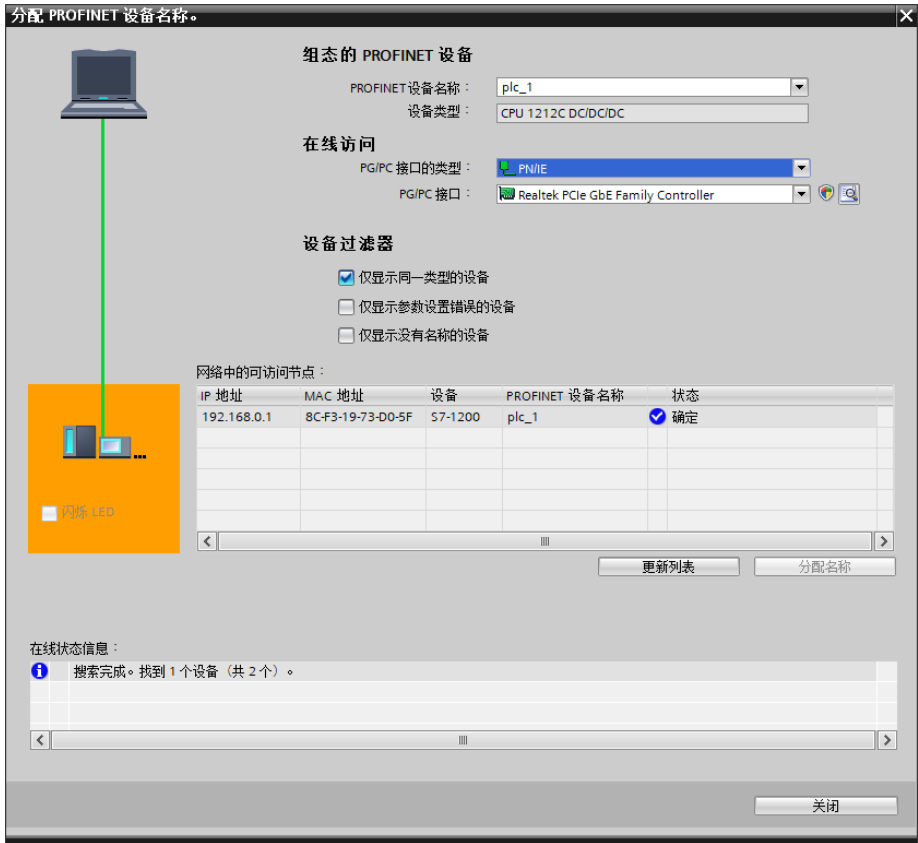 分配 PROFINET 设备名称。
组态的 PROFINET 设备
PROFINET设备名称： plc_1
设备类型： CPU 1212C DC/DC/DC
在线访问
PG/PC 接口的类型： PN/IE
PG/PC 接口： Realtek PCIe GbE Family Controller
设备过滤器
仅显示同一类型的设备
仅显示参数设置错误的设备
仅显示没有名称的设备
网络中的可访问节点：
IP 地址 MAC 地址 设备 PROFINET 设备名称 状态
192.168.0.1 8C-F3-19-73-D0-5F S7-1200 plc_1 确定
闪烁 LED
更新列表 分配名称
在线状态信息：
搜索完成。找到 1 个设备（共 2 个）。
关闭